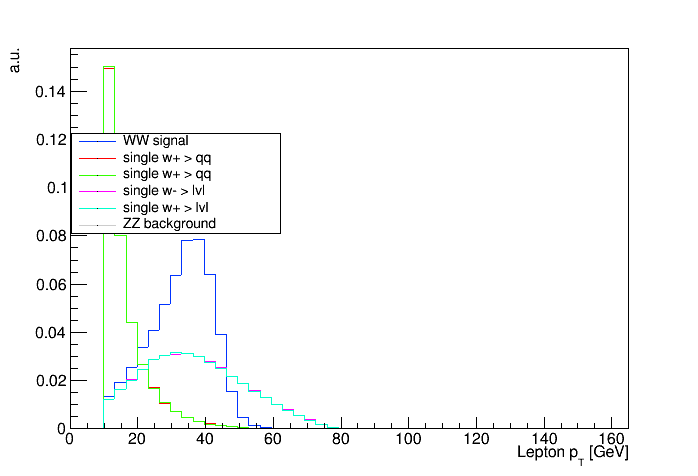 a.u.
0.14
0.12
0.1
0.08
0.06
0.04
0.02
0
WW signal
single w+ > qq
single w+ > qq
single w- > lvl
single w+ > lvl
ZZ background
0 20 40 60 80 100 120 140 160
Lepton p_T [GeV]